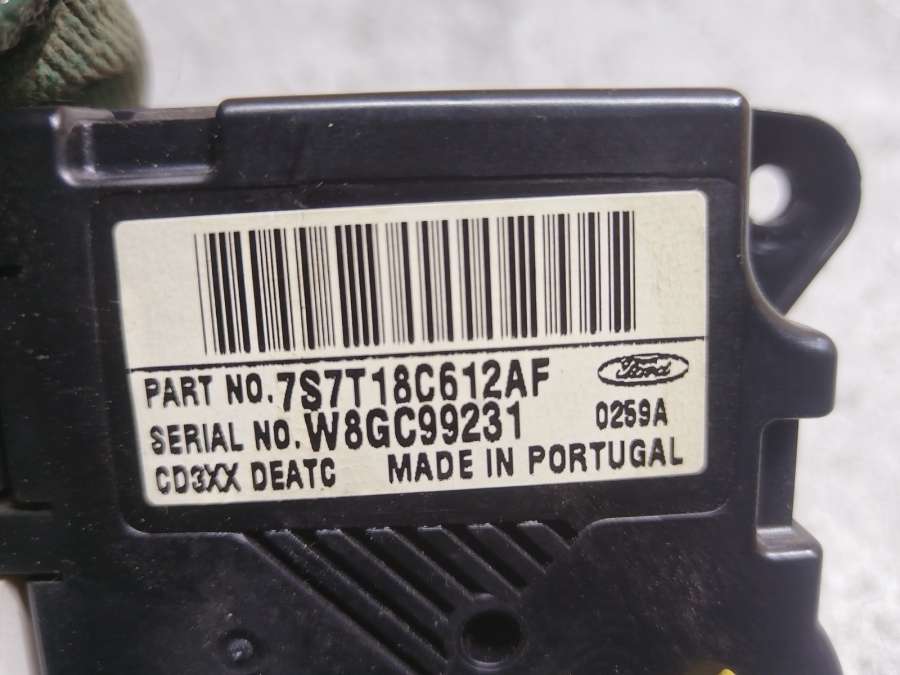 PART NO. 7S7T18C612AF Ford
SERIAL NO. W8GC99231 0259A
CD3XX DEATC MADE IN PORTUGAL